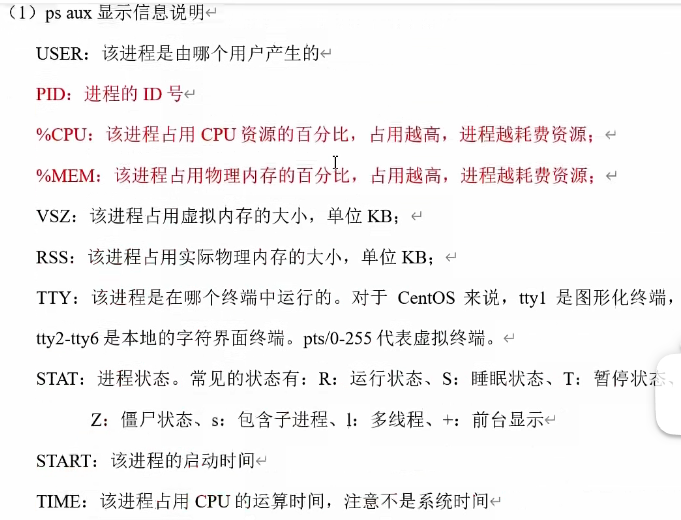 （1）ps aux 显示信息说明↵
USER：该进程是由哪个用户产生的↵
PID：进程的 ID 号↵
%CPU：该进程占用 CPU 资源的百分比，占用越高，进程越耗费资源；↵
%MEM：该进程占用物理内存的百分比，占用越高，进程越耗费资源；↵
VSZ：该进程占用虚拟内存的大小，单位 KB；↵
RSS：该进程占用实际物理内存的大小，单位 KB；↵
TTY：该进程是在哪个终端中运行的。对于 CentOS 来说，tty1 是图形化终端，
tty2-tty6 是本地的字符界面终端。pts/0-255 代表虚拟终端。↵
STAT：进程状态。常见的状态有：R：运行状态、S：睡眠状态、T：暂停状态、
Z：僵尸状态、s：包含子进程、l：多线程、+：前台显示↵
START：该进程的启动时间↵
TIME：该进程占用 CPU 的运算时间，注意不是系统时间↵